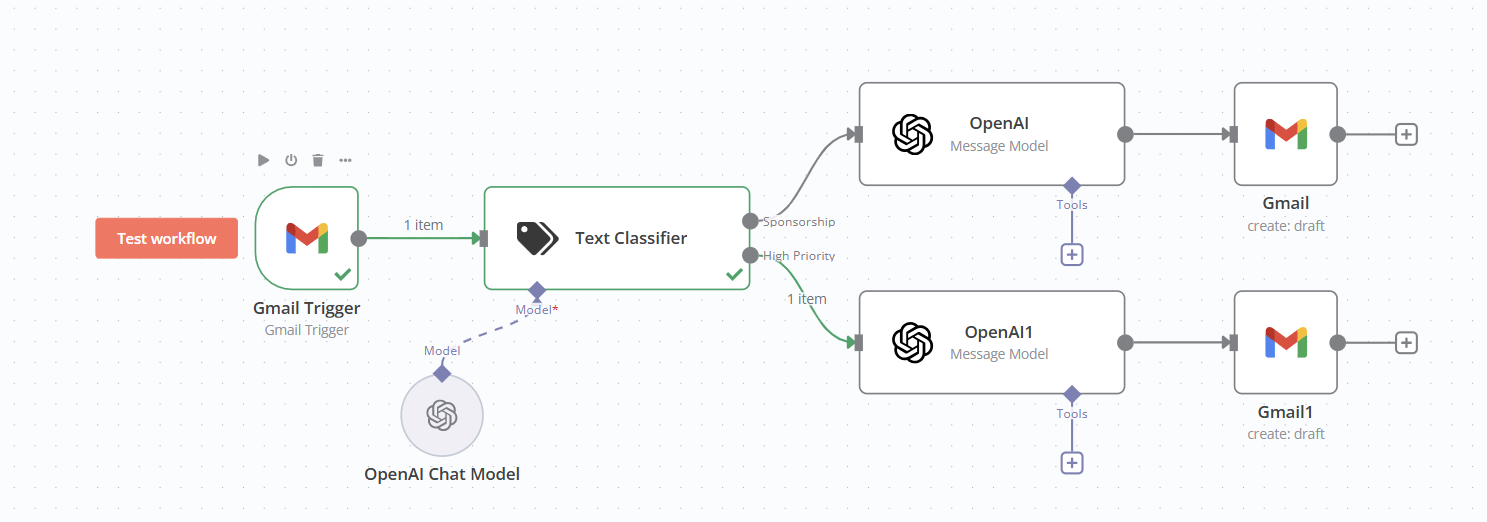 Test workflow
Gmail Trigger
Gmail Trigger
1 item
Text Classifier
Model*
Model
OpenAI Chat Model
Sponsorship
High Priority
1 item
OpenAI
Message Model
Tools
Gmail
create: draft
OpenAI1
Message Model
Tools
Gmail1
create: draft